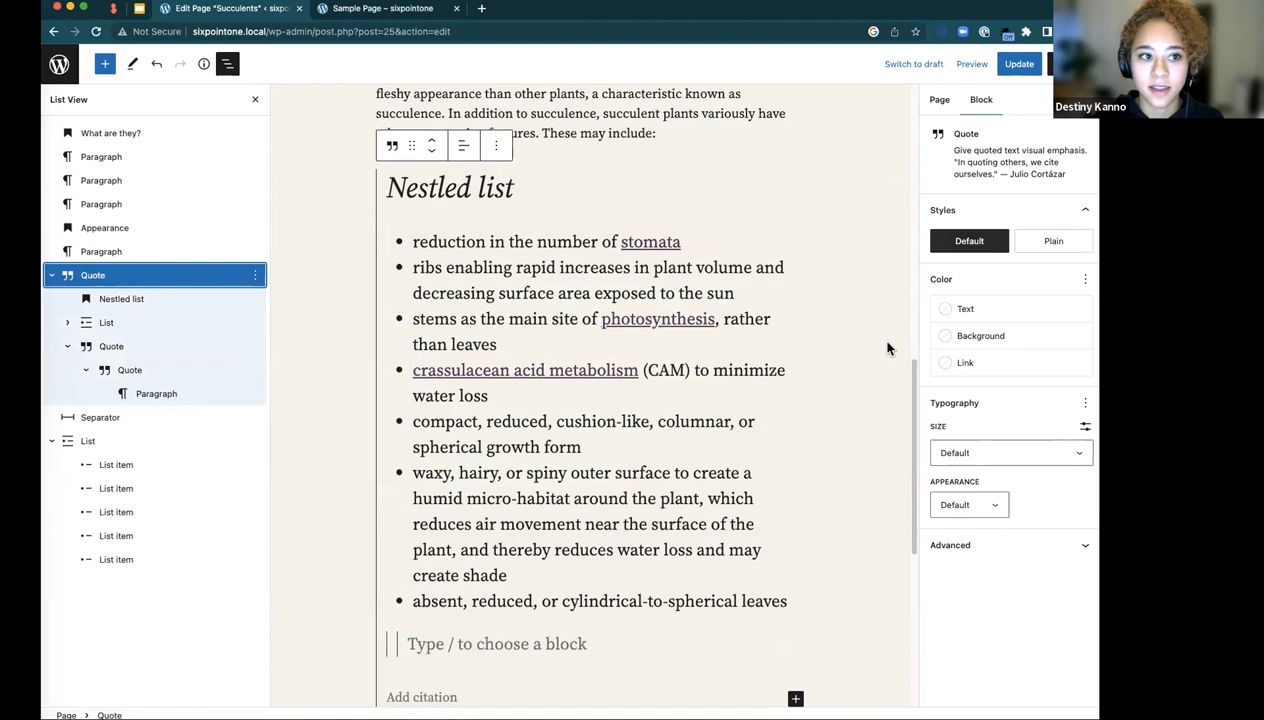 Edit Page “Succulents” ‹ sixpo
Sample Page – sixpointone
Not Secure
sixpointone.local/wp-admin/post.php?post=25&action=edit
Off
Switch to draft
Preview
Update
Destiny Kanno
List View
What are they?
Paragraph
Paragraph
Paragraph
Appearance
Paragraph
Quote
Nestled list
List
Quote
Quote
Paragraph
Separator
List
List item
List item
List item
List item
List item
fleshy appearance than other plants, a characteristic known as
succulence. In addition to succulence, succulent plants variously have
These may include:
Nestled list
• reduction in the number of stomata
• ribs enabling rapid increases in plant volume and
decreasing surface area exposed to the sun
• stems as the main site of photosynthesis, rather
than leaves
• crassulacean acid metabolism (CAM) to minimize
water loss
• compact, reduced, cushion-like, columnar, or
spherical growth form
• waxy, hairy, or spiny outer surface to create a
humid micro-habitat around the plant, which
reduces air movement near the surface of the
plant, and thereby reduces water loss and may
create shade
• absent, reduced, or cylindrical-to-spherical leaves
Type / to choose a block
Add citation
Page
Block
Quote
Give quoted text visual emphasis.
"In quoting others, we cite
ourselves." — Julio Cortázar
Styles
Default
Plain
Color
Text
Background
Link
Typography
SIZE
Default
APPEARANCE
Default
Advanced
Page › Quote